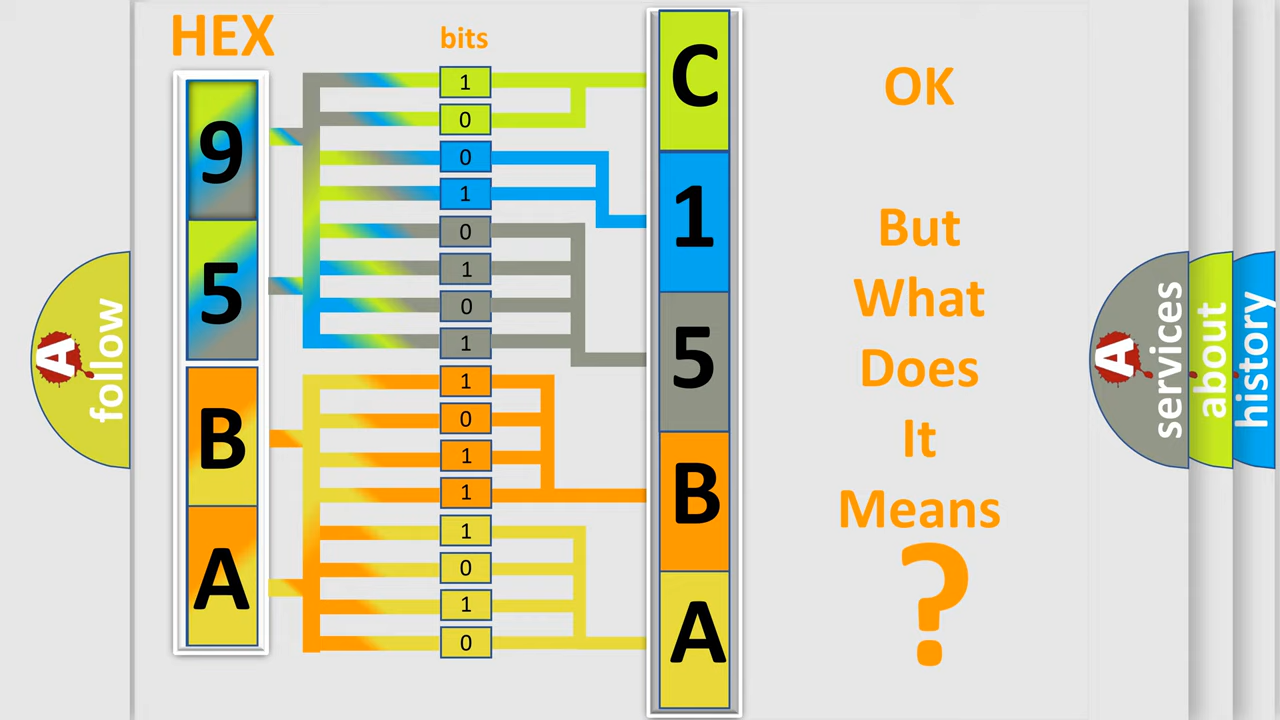 HEX
bits
9
5
B
A
1
0
0
1
0
1
0
1
1
0
1
1
1
0
1
0
C
1
5
B
A
OK
But
What
Does
It
Means
?
A
follow
A
services
about
history